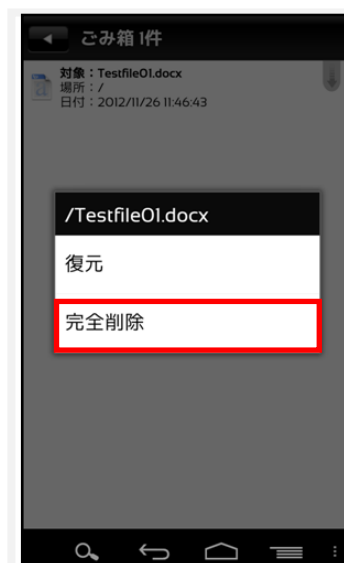 ごみ箱 1件
対象：Testfile01.docx
場所：/
日付：2012/11/26 11:46:43
/Testfile01.docx
復元
完全削除